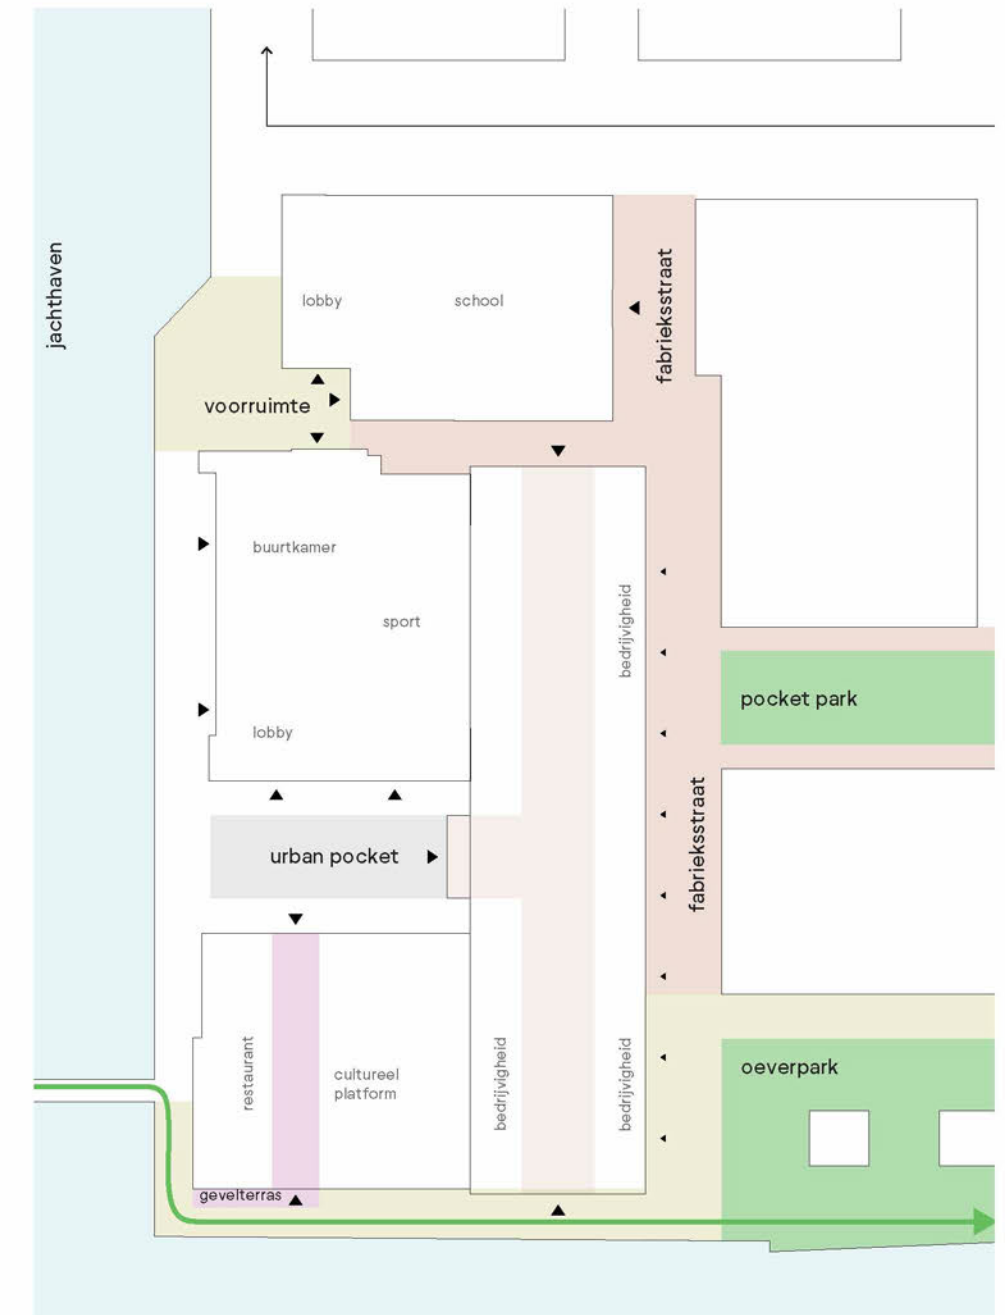 jachthaven
lobby
school
fabrieksstraat
voorruimte
buurtkamer
sport
bedrijvigheid
lobby
pocket park
fabrieksstraat
urban pocket
restaurant
cultureel
platform
bedrijvigheid
bedrijvigheid
oeverpark
gevelterras